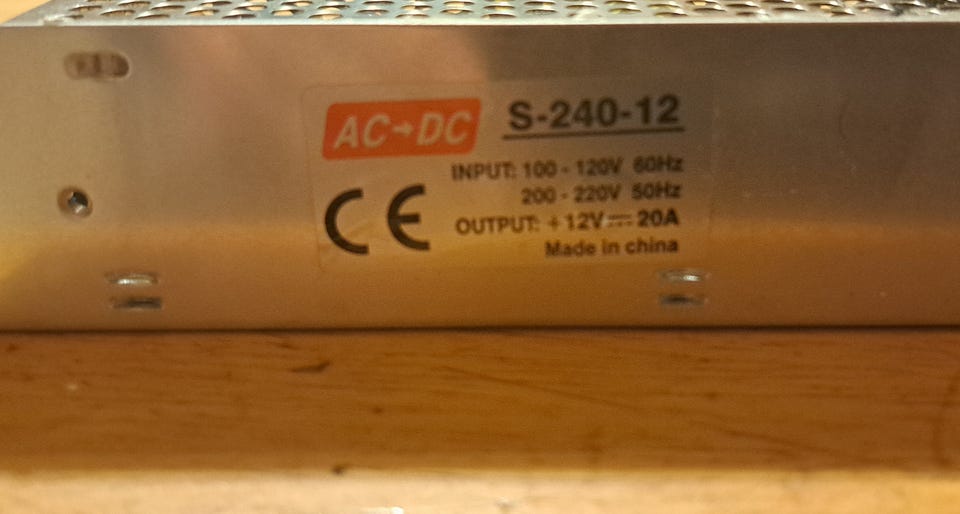 AC→DC S-240-12
INPUT: 100 - 120V 60Hz
200 - 220V 50Hz
CE OUTPUT: +12V⎓20A
Made in china